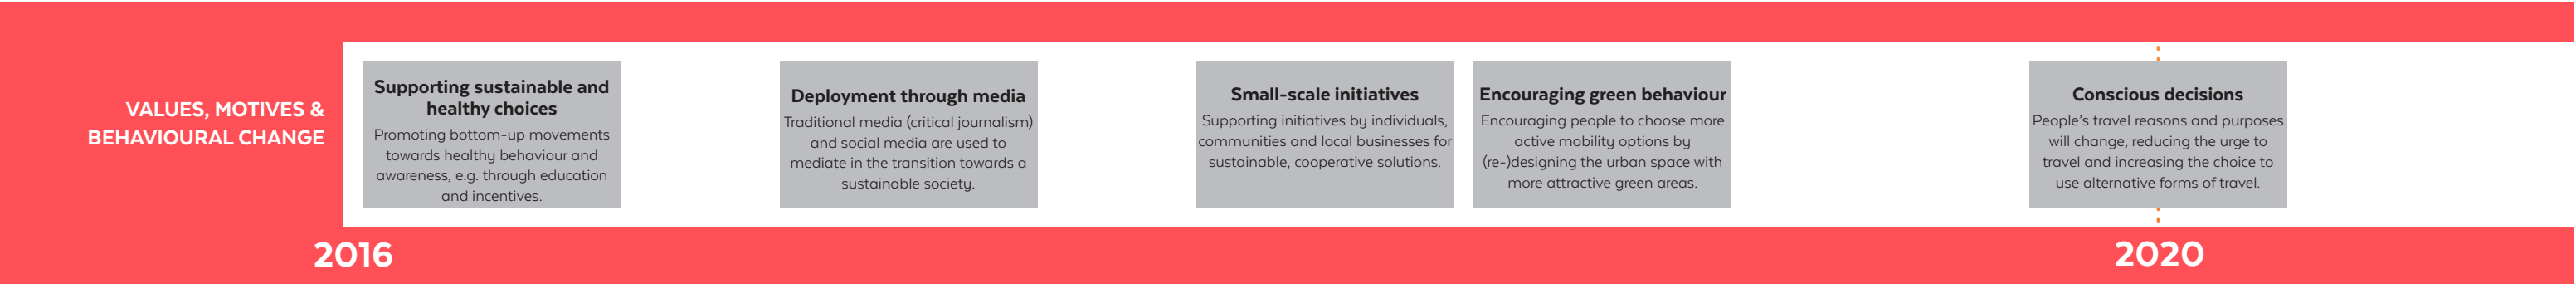 VALUES, MOTIVES &
BEHAVIOURAL CHANGE
Supporting sustainable and
healthy choices
Promoting bottom-up movements
towards healthy behaviour and
awareness, e.g. through education
and incentives.
Deployment through media
Traditional media (critical journalism)
and social media are used to
mediate in the transition towards a
sustainable society.
Small-scale initiatives
Supporting initiatives by individuals,
communities and local businesses for
sustainable, cooperative solutions.
Encouraging green behaviour
Encouraging people to choose more
active mobility options by
(re-)designing the urban space with
more attractive green areas.
Conscious decisions
People's travel reasons and purposes
will change, reducing the urge to
travel and increasing the choice to
use alternative forms of travel.
2016
2020